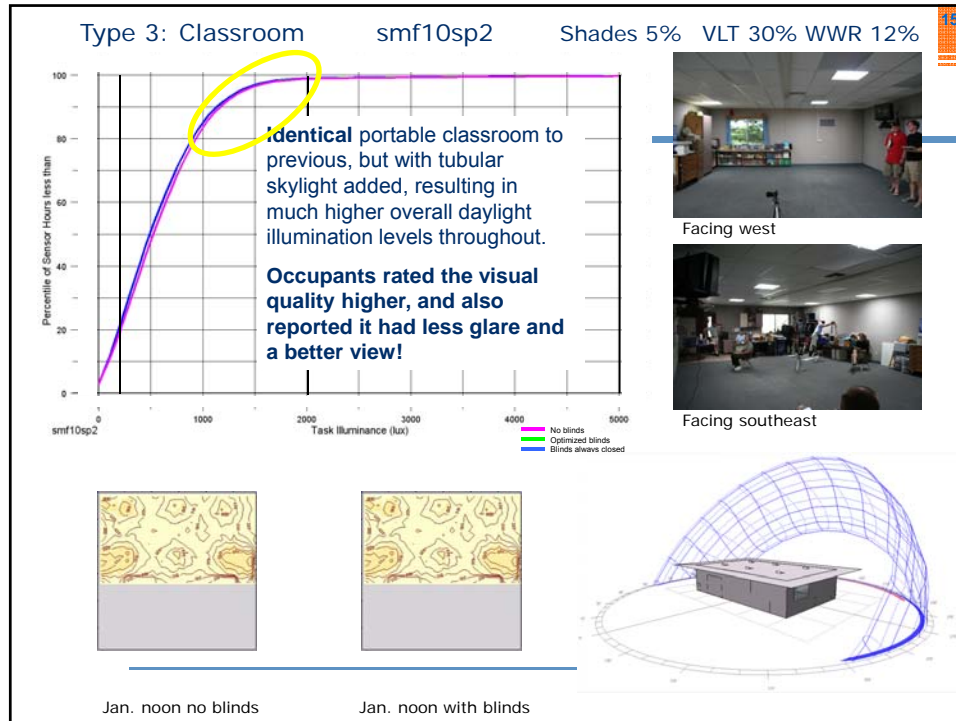 Type 3: Classroom smf10sp2 Shades 5% VLT 30% WWR 12%
15
Percentile of Sensor Hours less than
100
80
60
40
20
0
Identical portable classroom to
previous, but with tubular
skylight added, resulting in
much higher overall daylight
illumination levels throughout.
Occupants rated the visual
quality higher, and also
reported it had less glare and
a better view!
0 1000 2000 3000 4000 5000
smf10sp2
Task Illuminance (lux)
No blinds
Optimized blinds
Blinds always closed
Facing west
Facing southeast
Jan. noon no blinds
Jan. noon with blinds